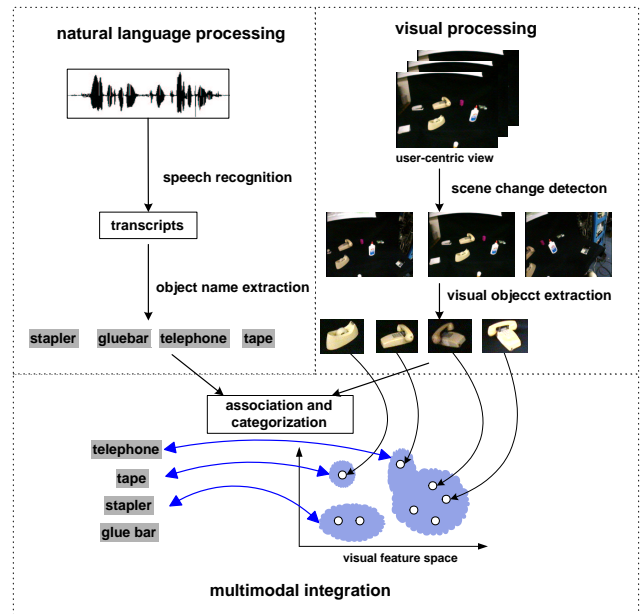 natural language processing
visual processing
user-centric view
speech recognition
scene change detecton
transcripts
object name extraction
visual objecct extraction
stapler gluebar telephone tape
association and
categorization
telephone
tape
stapler
glue bar
visual feature space
multimodal integration